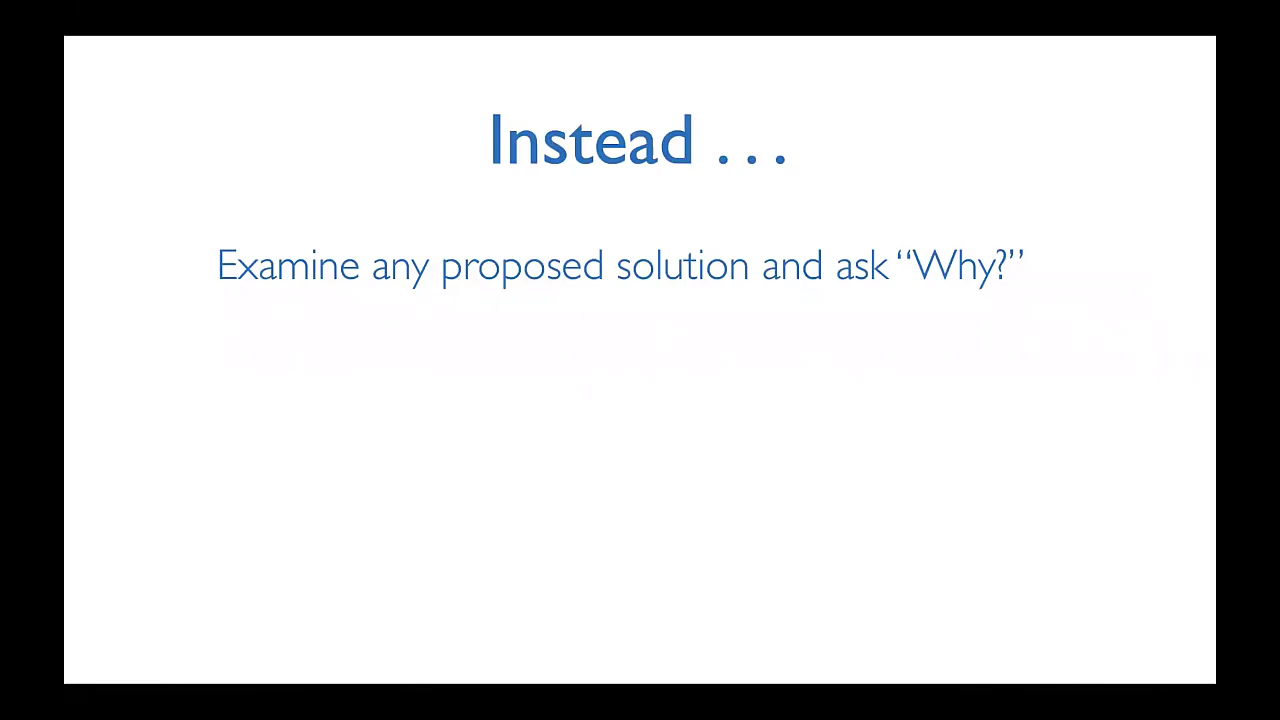 Instead . . .
Examine any proposed solution and ask “Why?”